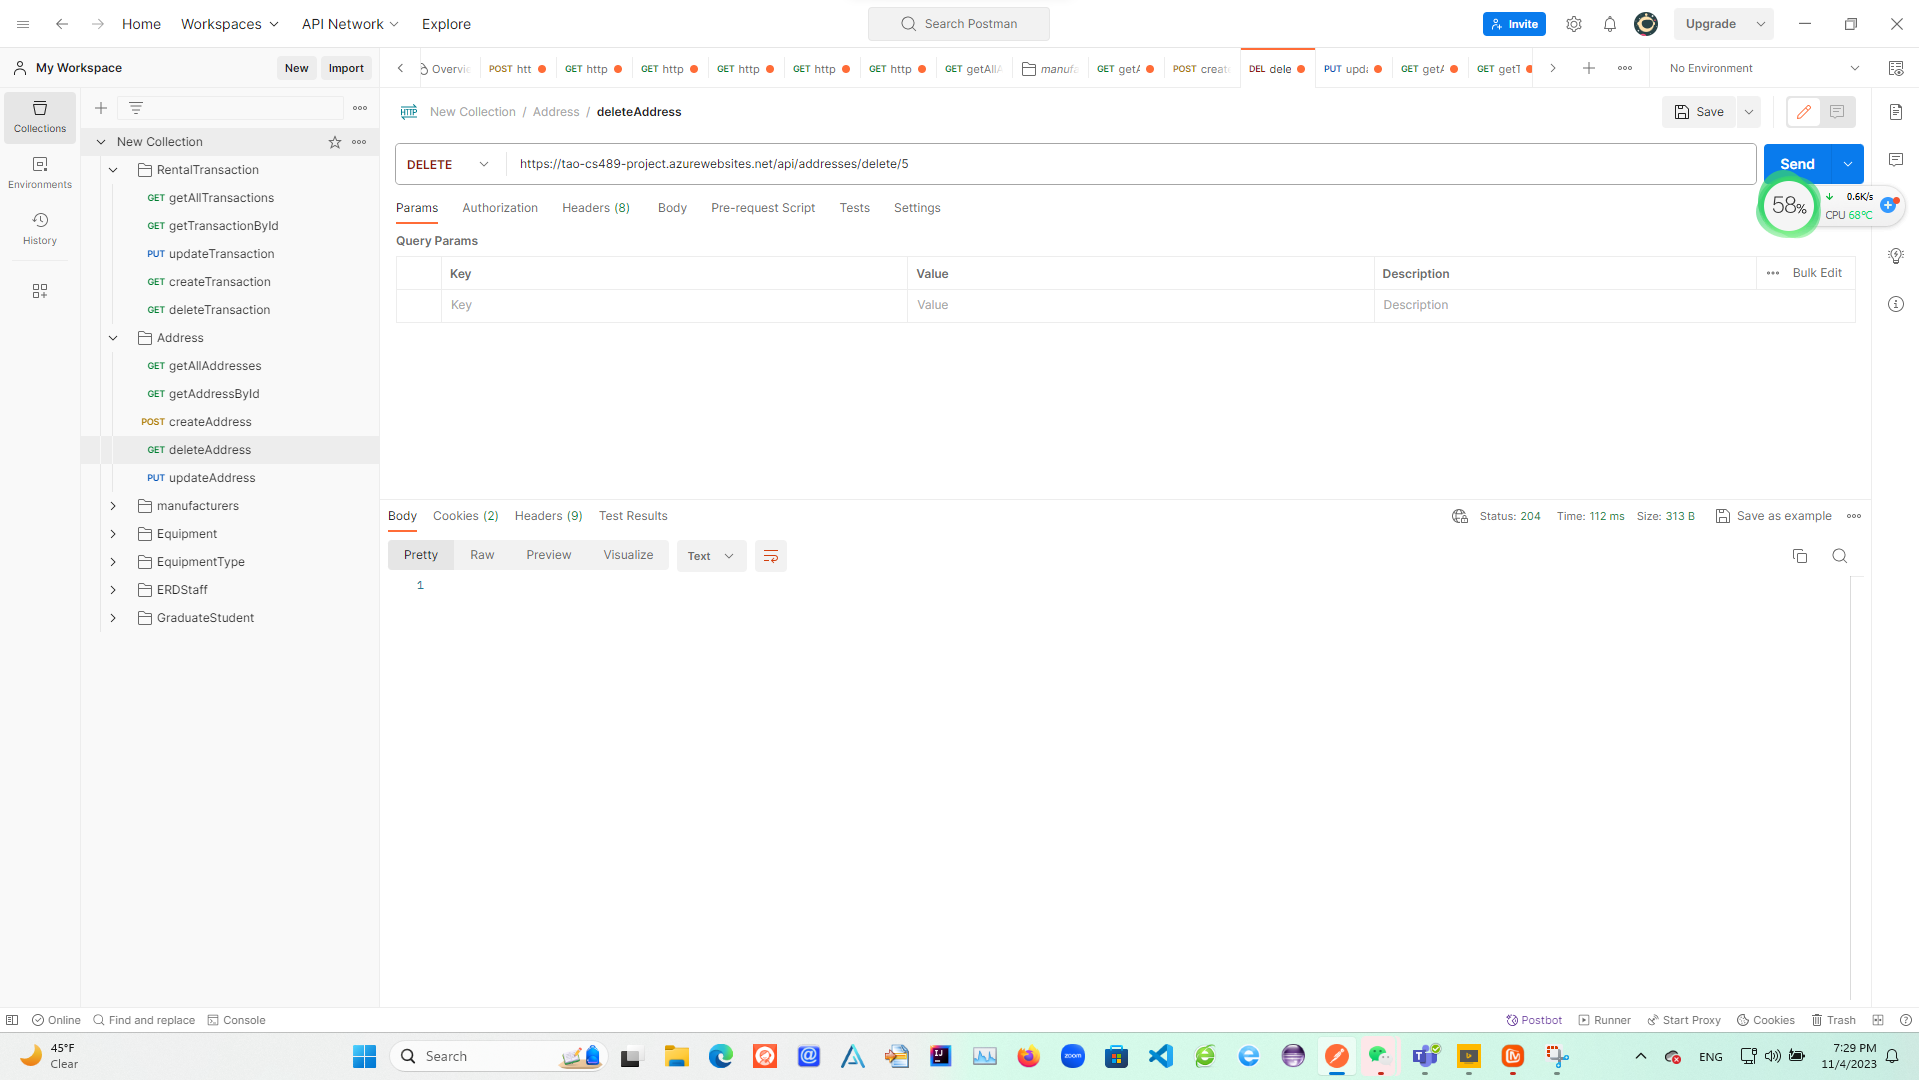 Home Workspaces API Network Explore Search Postman Invite Upgrade
My Workspace New Import
Overvie POST htt GET http GET http GET http GET http GET http GET getAllA manufa GET getA POST create DEL dele PUT upda GET getA GET getT No Environment
Collections
Environments
History
New Collection
RentalTransaction
GET getAllTransactions
GET getTransactionById
PUT updateTransaction
GET createTransaction
GET deleteTransaction
Address
GET getAllAddresses
GET getAddressById
POST createAddress
GET deleteAddress
PUT updateAddress
manufacturers
Equipment
EquipmentType
ERDStaff
GraduateStudent
HTTP New Collection / Address / deleteAddress Save
DELETE https://tao-cs489-project.azurewebsites.net/api/addresses/delete/5 Send
58% 0.6K/s
CPU 68°C
Params Authorization Headers (8) Body Pre-request Script Tests Settings
Query Params
Key Value Description Bulk Edit
Key Value Description
Body Cookies (2) Headers (9) Test Results Status: 204 Time: 112 ms Size: 313 B Save as example
Pretty Raw Preview Visualize Text
1
Online Find and replace Console Postbot Runner Start Proxy Cookies Trash
45°F
Clear
Search
zoom
ENG
7:29 PM
11/4/2023